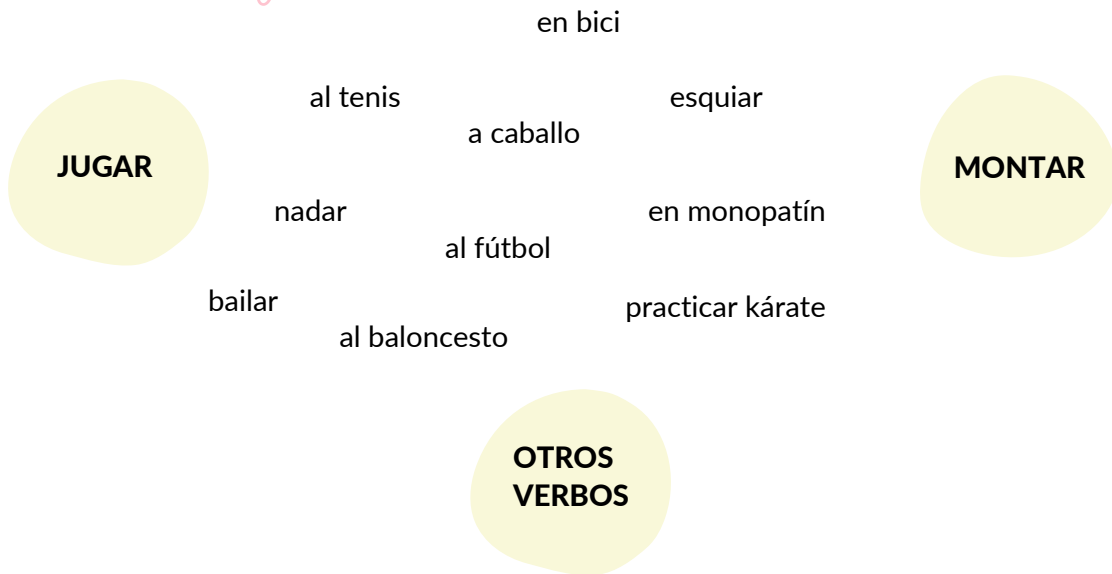 en bici
al tenis
esquiar
a caballo
JUGAR
MONTAR
nadar
en monopatín
al fútbol
bailar
practicar kárate
al baloncesto
OTROS
VERBOS